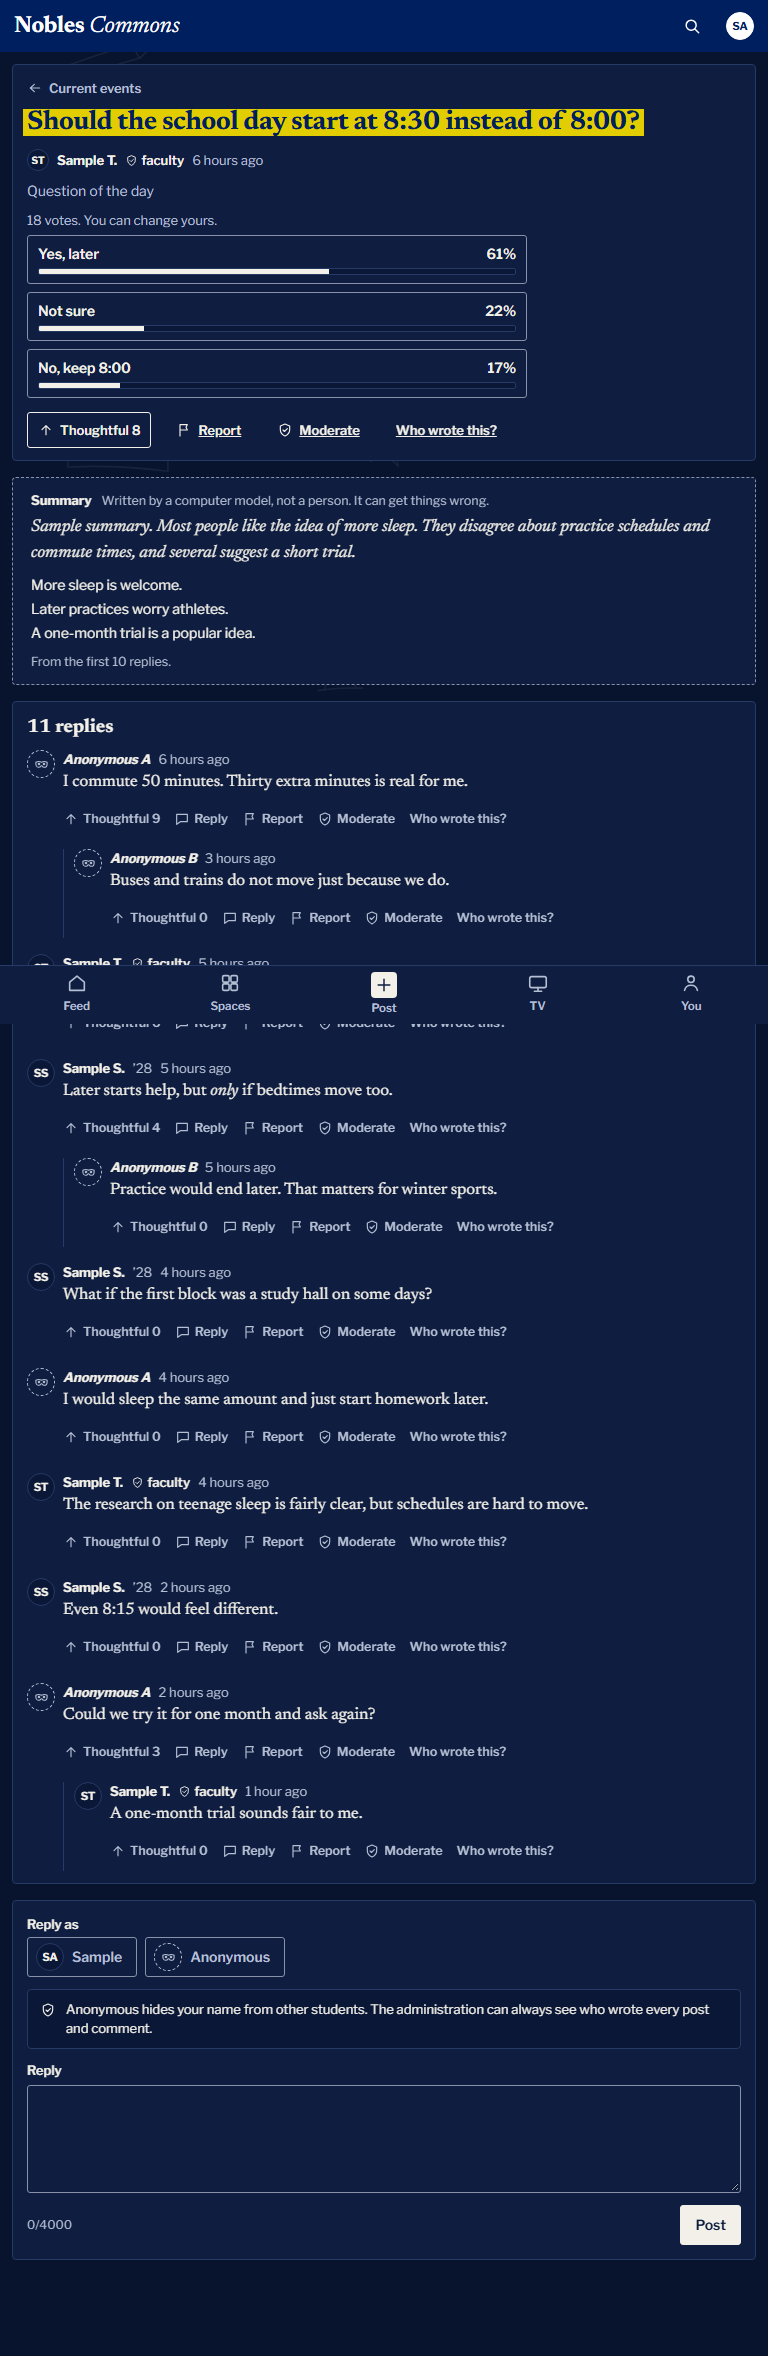 Nobles Commons
SA
Current events
Should the school day start at 8:30 instead of 8:00?
ST Sample T. faculty 6 hours ago
Question of the day
18 votes. You can change yours.
Yes, later 61%
Not sure 22%
No, keep 8:00 17%
Thoughtful 8 Report Moderate Who wrote this?
Summary Written by a computer model, not a person. It can get things wrong.
Sample summary. Most people like the idea of more sleep. They disagree about practice schedules and
commute times, and several suggest a short trial.
More sleep is welcome.
Later practices worry athletes.
A one-month trial is a popular idea.
From the first 10 replies.
11 replies
Anonymous A 6 hours ago
I commute 50 minutes. Thirty extra minutes is real for me.
Thoughtful 9 Reply Report Moderate Who wrote this?
Anonymous B 3 hours ago
Buses and trains do not move just because we do.
Thoughtful 0 Reply Report Moderate Who wrote this?
Sample T. faculty 5 hours ago
Feed Spaces Post TV You
Reply Report Moderate Who wrote this?
SS Sample S. '28 5 hours ago
Later starts help, but only if bedtimes move too.
Thoughtful 4 Reply Report Moderate Who wrote this?
Anonymous B 5 hours ago
Practice would end later. That matters for winter sports.
Thoughtful 0 Reply Report Moderate Who wrote this?
SS Sample S. '28 4 hours ago
What if the first block was a study hall on some days?
Thoughtful 0 Reply Report Moderate Who wrote this?
Anonymous A 4 hours ago
I would sleep the same amount and just start homework later.
Thoughtful 0 Reply Report Moderate Who wrote this?
ST Sample T. faculty 4 hours ago
The research on teenage sleep is fairly clear, but schedules are hard to move.
Thoughtful 0 Reply Report Moderate Who wrote this?
SS Sample S. '28 2 hours ago
Even 8:15 would feel different.
Thoughtful 0 Reply Report Moderate Who wrote this?
Anonymous A 2 hours ago
Could we try it for one month and ask again?
Thoughtful 3 Reply Report Moderate Who wrote this?
ST Sample T. faculty 1 hour ago
A one-month trial sounds fair to me.
Thoughtful 0 Reply Report Moderate Who wrote this?
Reply as
SA Sample Anonymous
Anonymous hides your name from other students. The administration can always see who wrote every post
and comment.
Reply
0/4000 Post